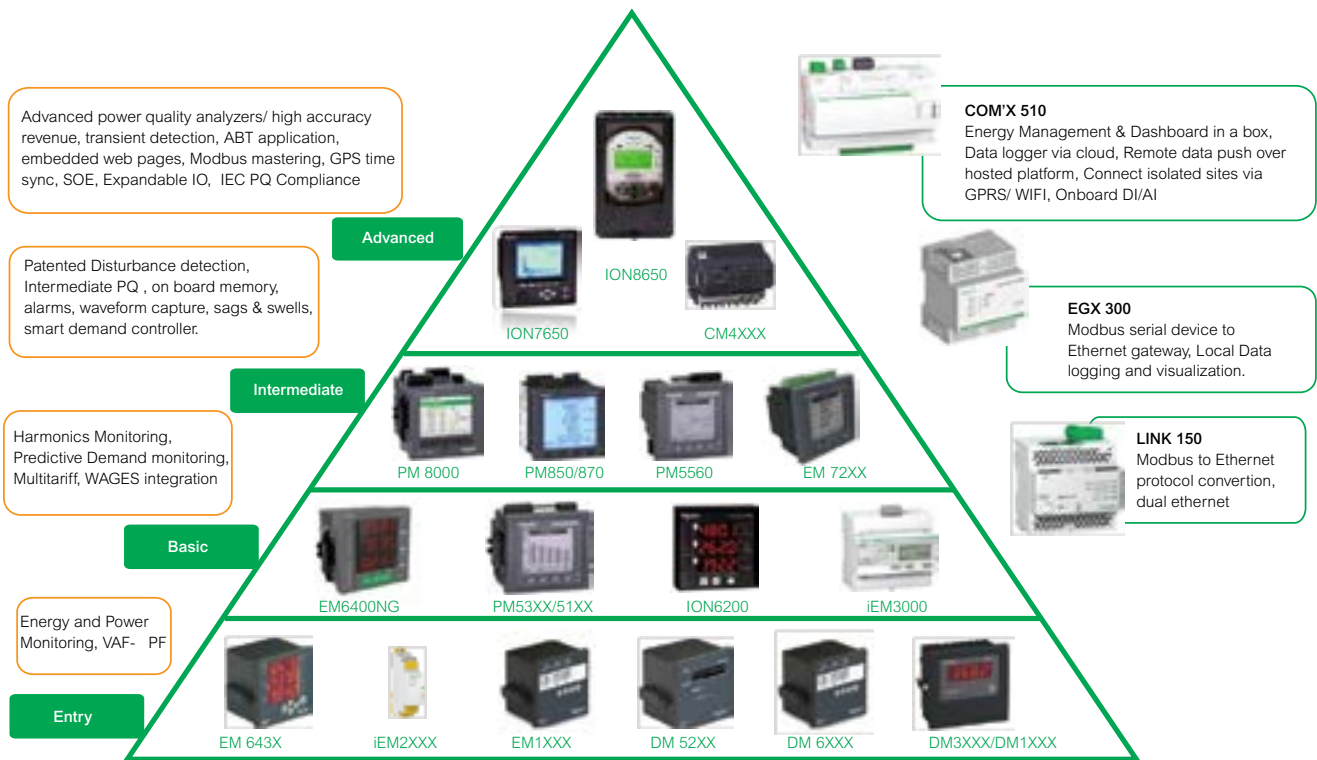 Advanced power quality analyzers/ high accuracy
revenue, transient detection, ABT application,
embedded web pages, Modbus mastering, GPS time
sync, SOE, Expandable IO, IEC PQ Compliance
Advanced
Patented Disturbance detection,
Intermediate PQ , on board memory,
alarms, waveform capture, sags & swells,
smart demand controller.
Intermediate
Harmonics Monitoring,
Predictive Demand monitoring,
Multitariff, WAGES integration
Basic
Energy and Power
Monitoring, VAF- PF
Entry
ION8650
ION7650
CM4XXX
PM 8000
PM850/870
PM5560
EM 72XX
EM6400NG
PM53XX/51XX
ION6200
iEM3000
EM 643X
iEM2XXX
EM1XXX
DM 52XX
DM 6XXX
DM3XXX/DM1XXX
COM'X 510
Energy Management & Dashboard in a box,
Data logger via cloud, Remote data push over
hosted platform, Connect isolated sites via
GPRS/ WIFI, Onboard DI/AI
EGX 300
Modbus serial device to
Ethernet gateway, Local Data
logging and visualization.
LINK 150
Modbus to Ethernet
protocol convertion,
dual ethernet